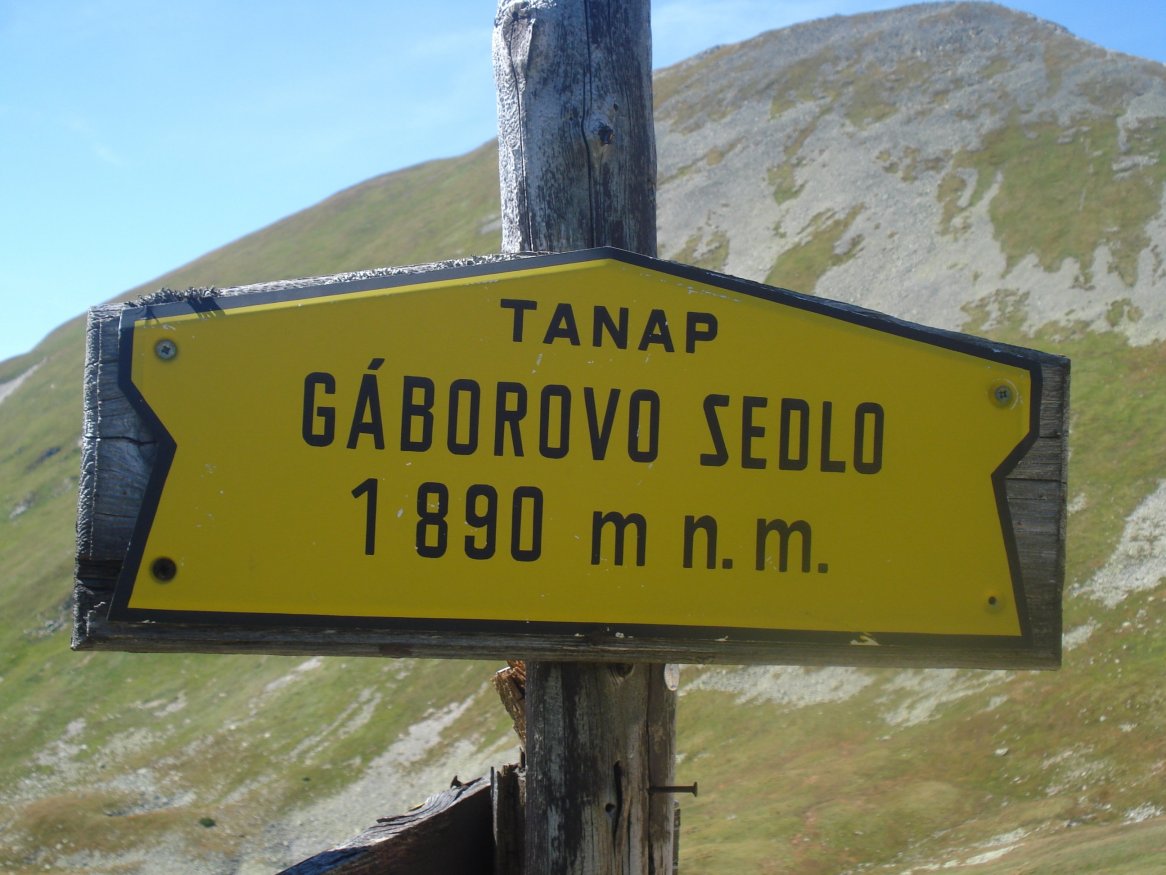 TANAP
GÁBOROVO SEDLO
1 890 m n. m.